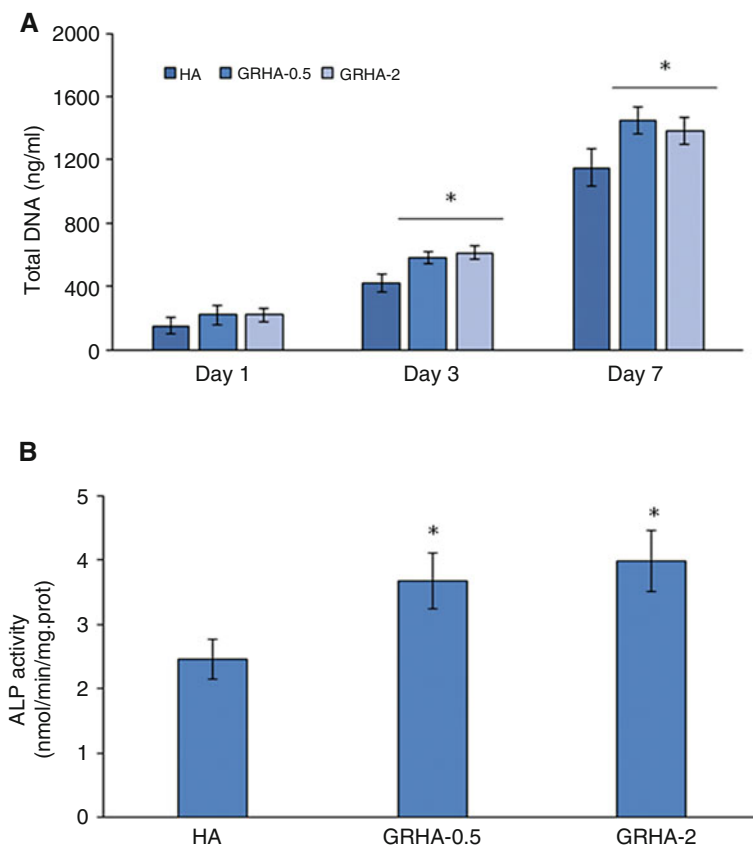 A
2000
1600
1200
800
400
0
Total DNA (ng/ml)
HA GRHA-0.5 GRHA-2
*
*
Day 1 Day 3 Day 7
B
5
4
3
2
1
0
ALP activity
(nmol/min/mg.prot)
* *
HA GRHA-0.5 GRHA-2